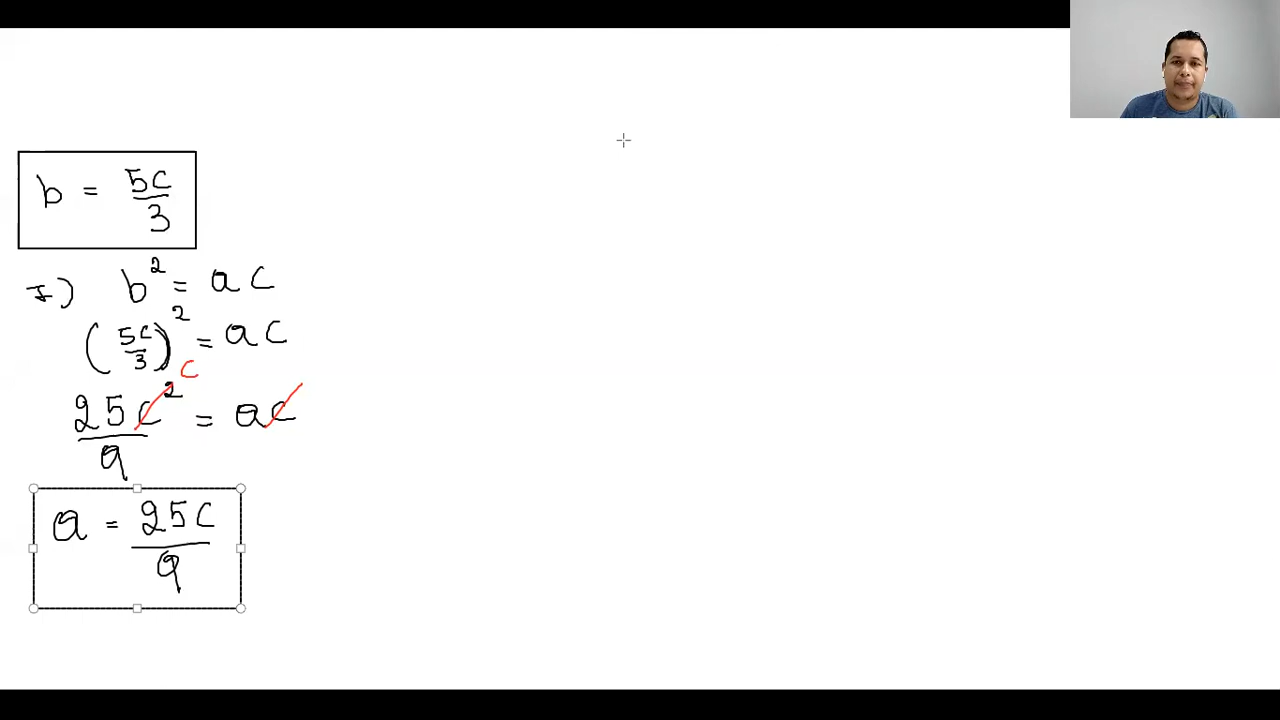 b = 5c/3
I) b² = ac
(5c/3)² = ac
c
25c²/9 = ac
a = 25c/9